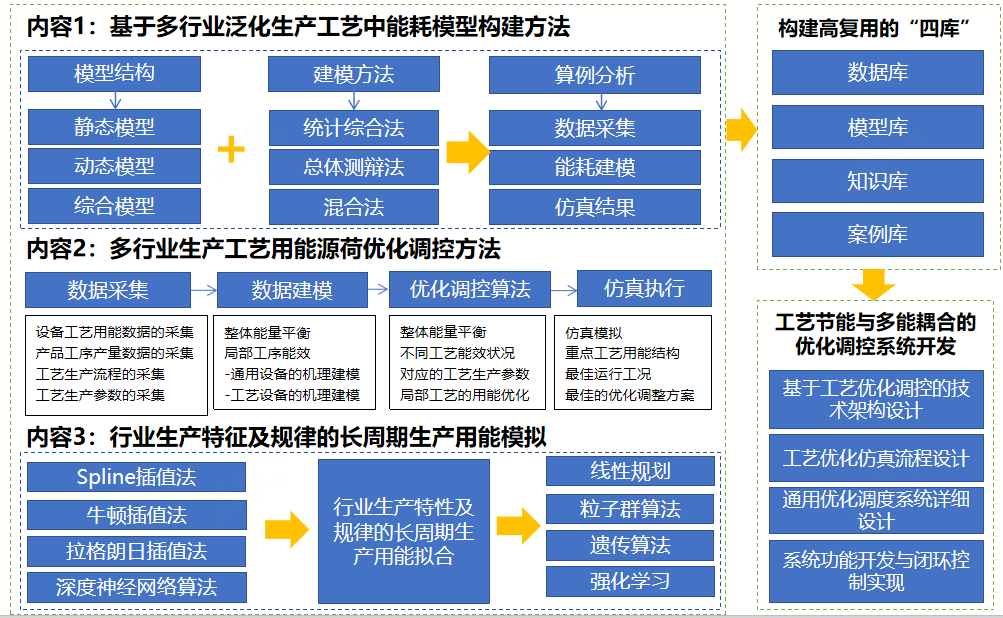 内容1：基于多行业泛化生产工艺中能耗模型构建方法
模型结构
静态模型
动态模型
综合模型
建模方法
统计综合法
总体测辩法
混合法
算例分析
数据采集
能耗建模
仿真结果
内容2：多行业生产工艺用能源荷优化调控方法
数据采集
数据建模
优化调控算法
仿真执行
设备工艺用能数据的采集
产品工序产量数据的采集
工艺生产流程的采集
工艺生产参数的采集
整体能量平衡
局部工序能效
-通用设备的机理建模
-工艺设备的机理建模
整体能量平衡
不同工艺能效状况
对应的工艺生产参数
局部工艺的用能优化
仿真模拟
重点工艺用能结构
最佳运行工况
最佳的优化调整方案
内容3：行业生产特征及规律的长周期生产用能模拟
Spline插值法
牛顿插值法
拉格朗日插值法
深度神经网络算法
行业生产特性及
规律的长周期生
产用能拟合
线性规划
粒子群算法
遗传算法
强化学习
构建高复用的“四库”
数据库
模型库
知识库
案例库
工艺节能与多能耦合的
优化调控系统开发
基于工艺优化调控的技
术架构设计
工艺优化仿真流程设计
通用优化调度系统详细
设计
系统功能开发与闭环控
制实现